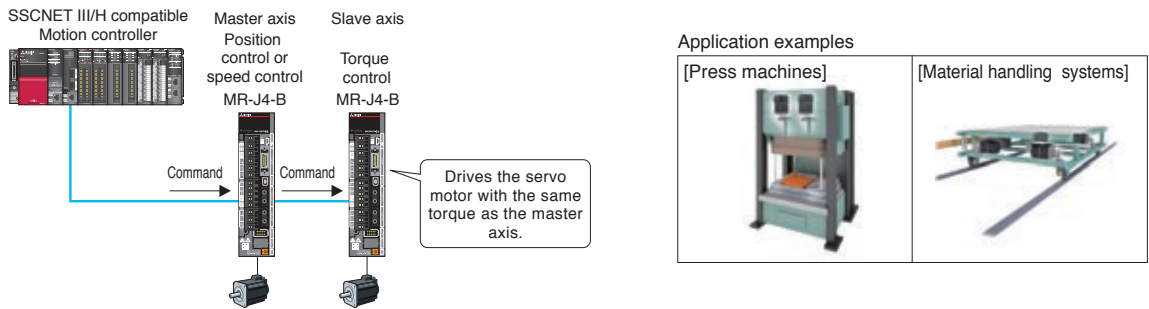 SSCNET III/H compatible
Motion controller
Master axis
Position
control or
speed control
MR-J4-B
Slave axis
Torque
control
MR-J4-B
Command
Command
Drives the servo
motor with the same
torque as the master
axis.
Application examples
[Press machines]
[Material handling systems]